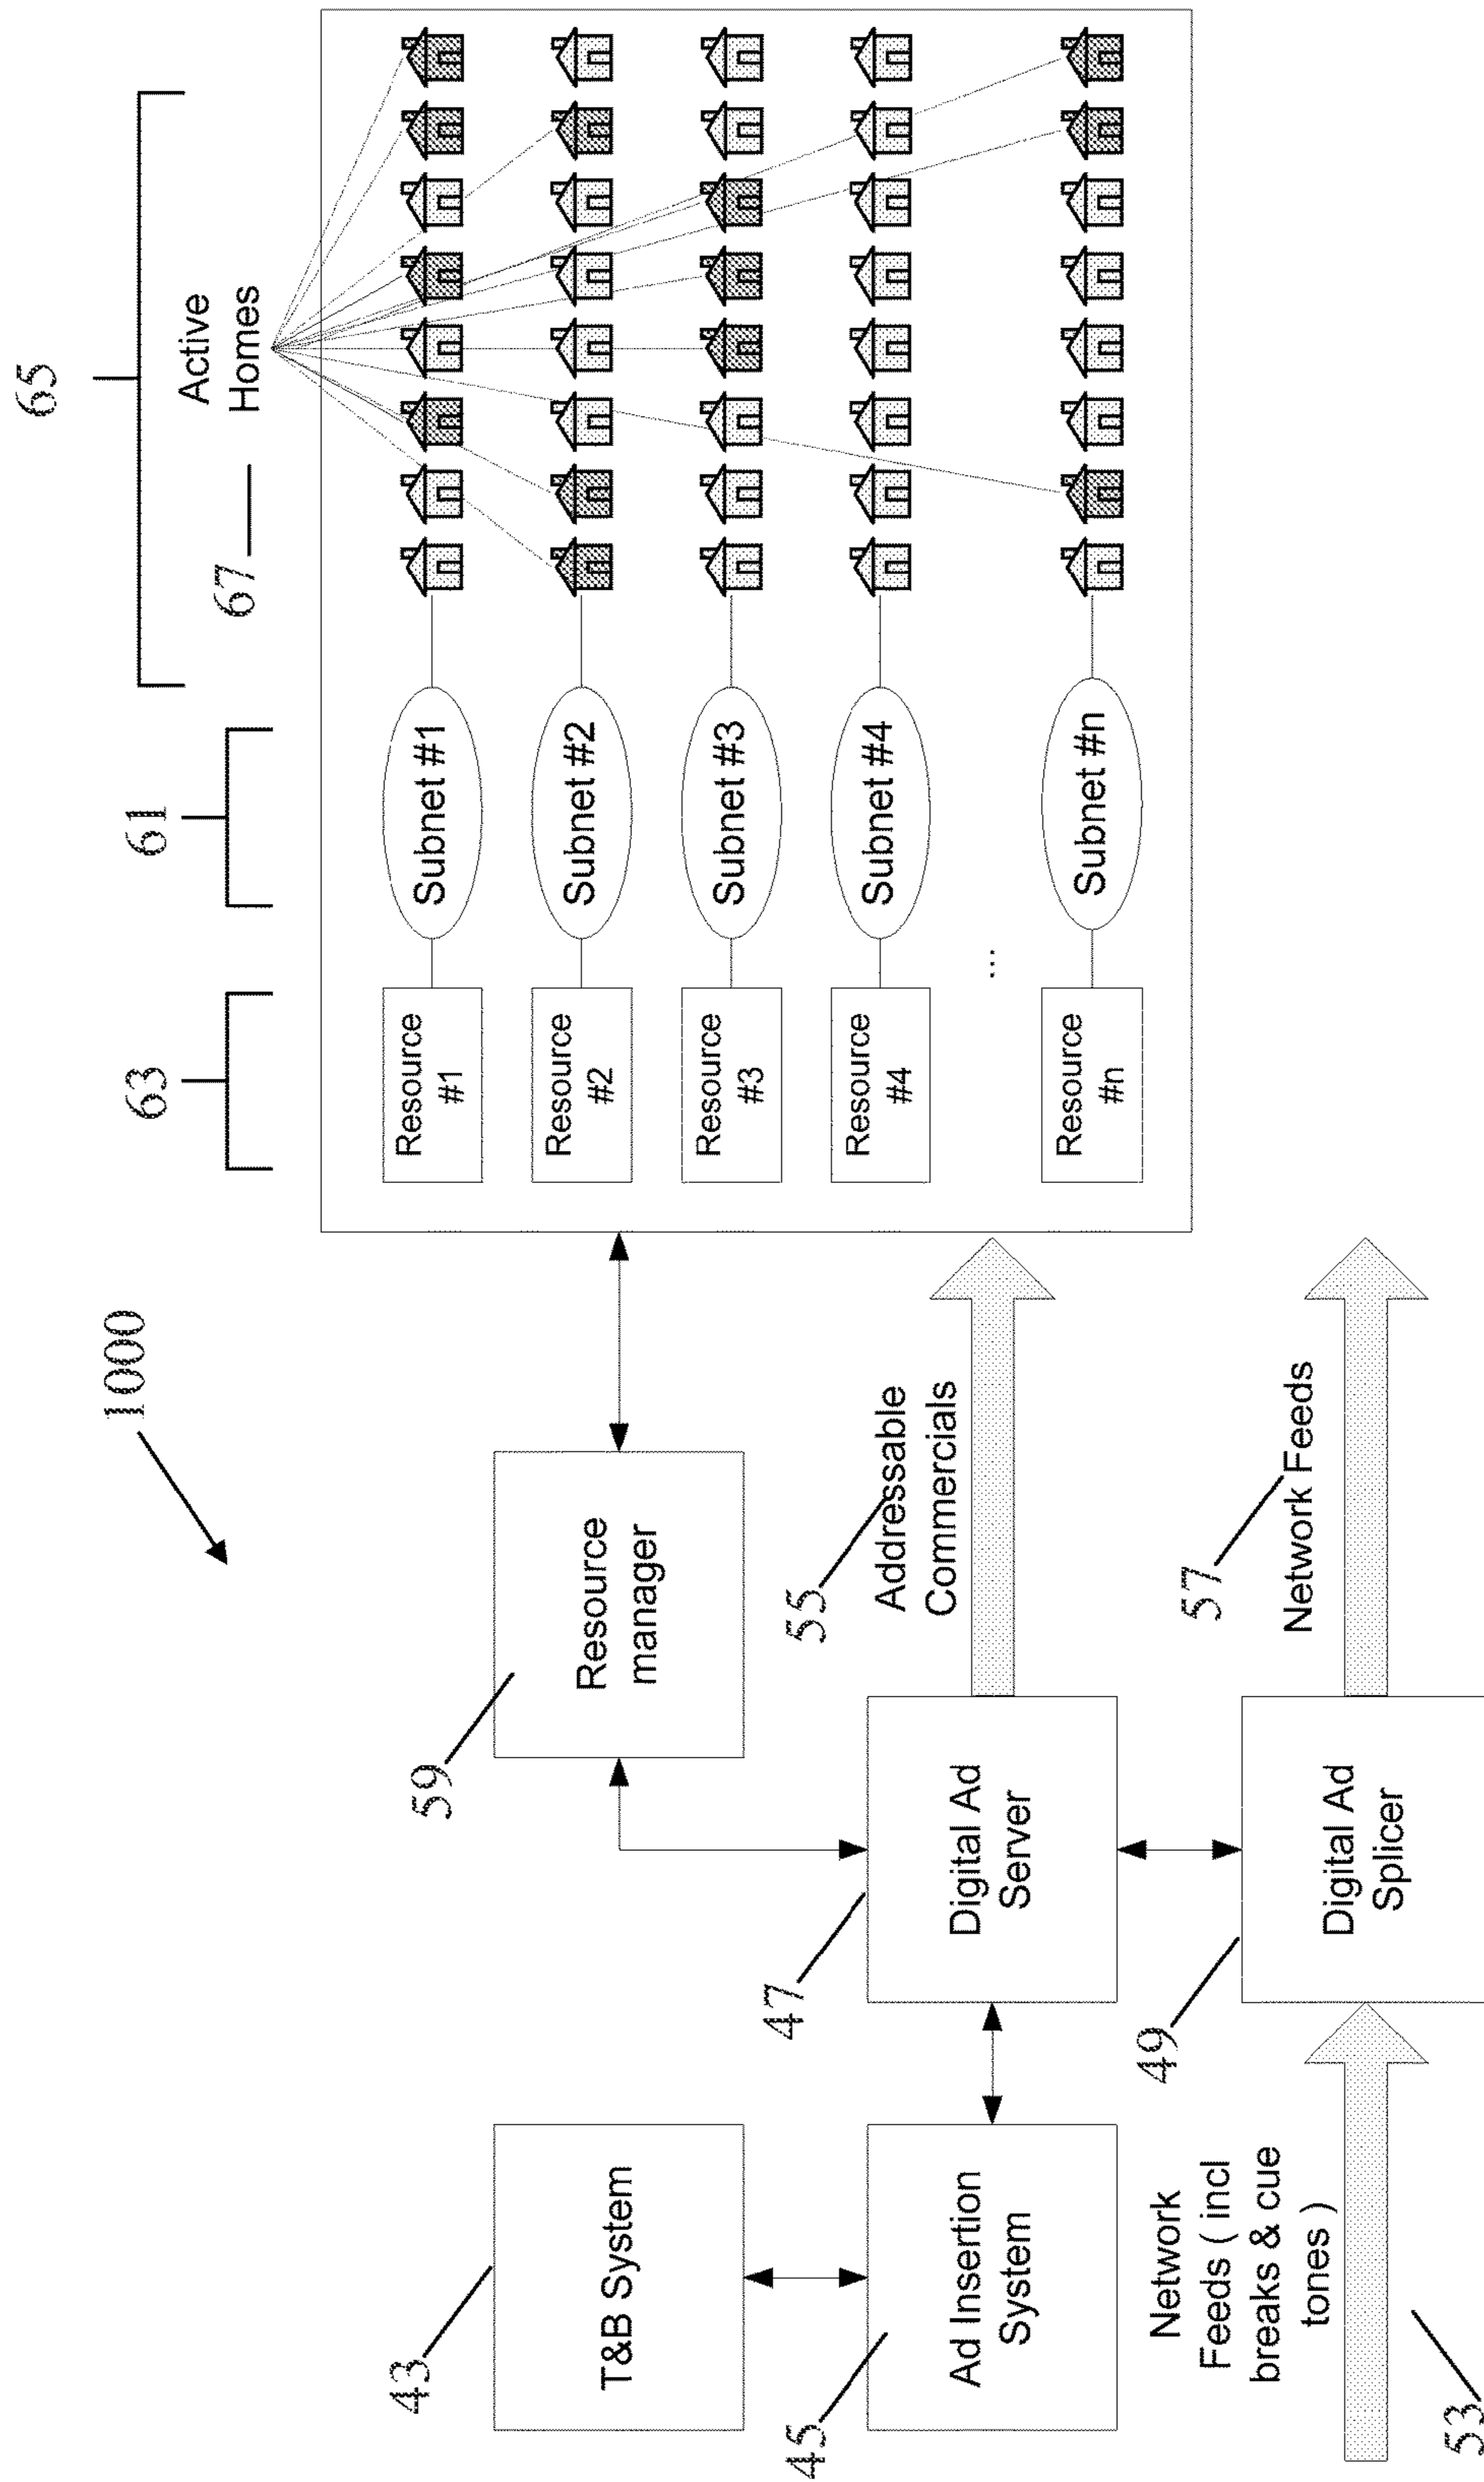 1000
65
63
61
67
Active
Homes
Resource
#1
Subnet #1
Resource
#2
Subnet #2
Resource
#3
Subnet #3
Resource
#4
Subnet #4
...
Resource
#n
Subnet #n
43
T&B System
59
Resource
manager
45
Ad Insertion
System
47
Digital Ad
Server
55
Addressable
Commercials
Network
Feeds ( incl
breaks & cue
tones )
53
49
Digital Ad
Splicer
57
Network Feeds